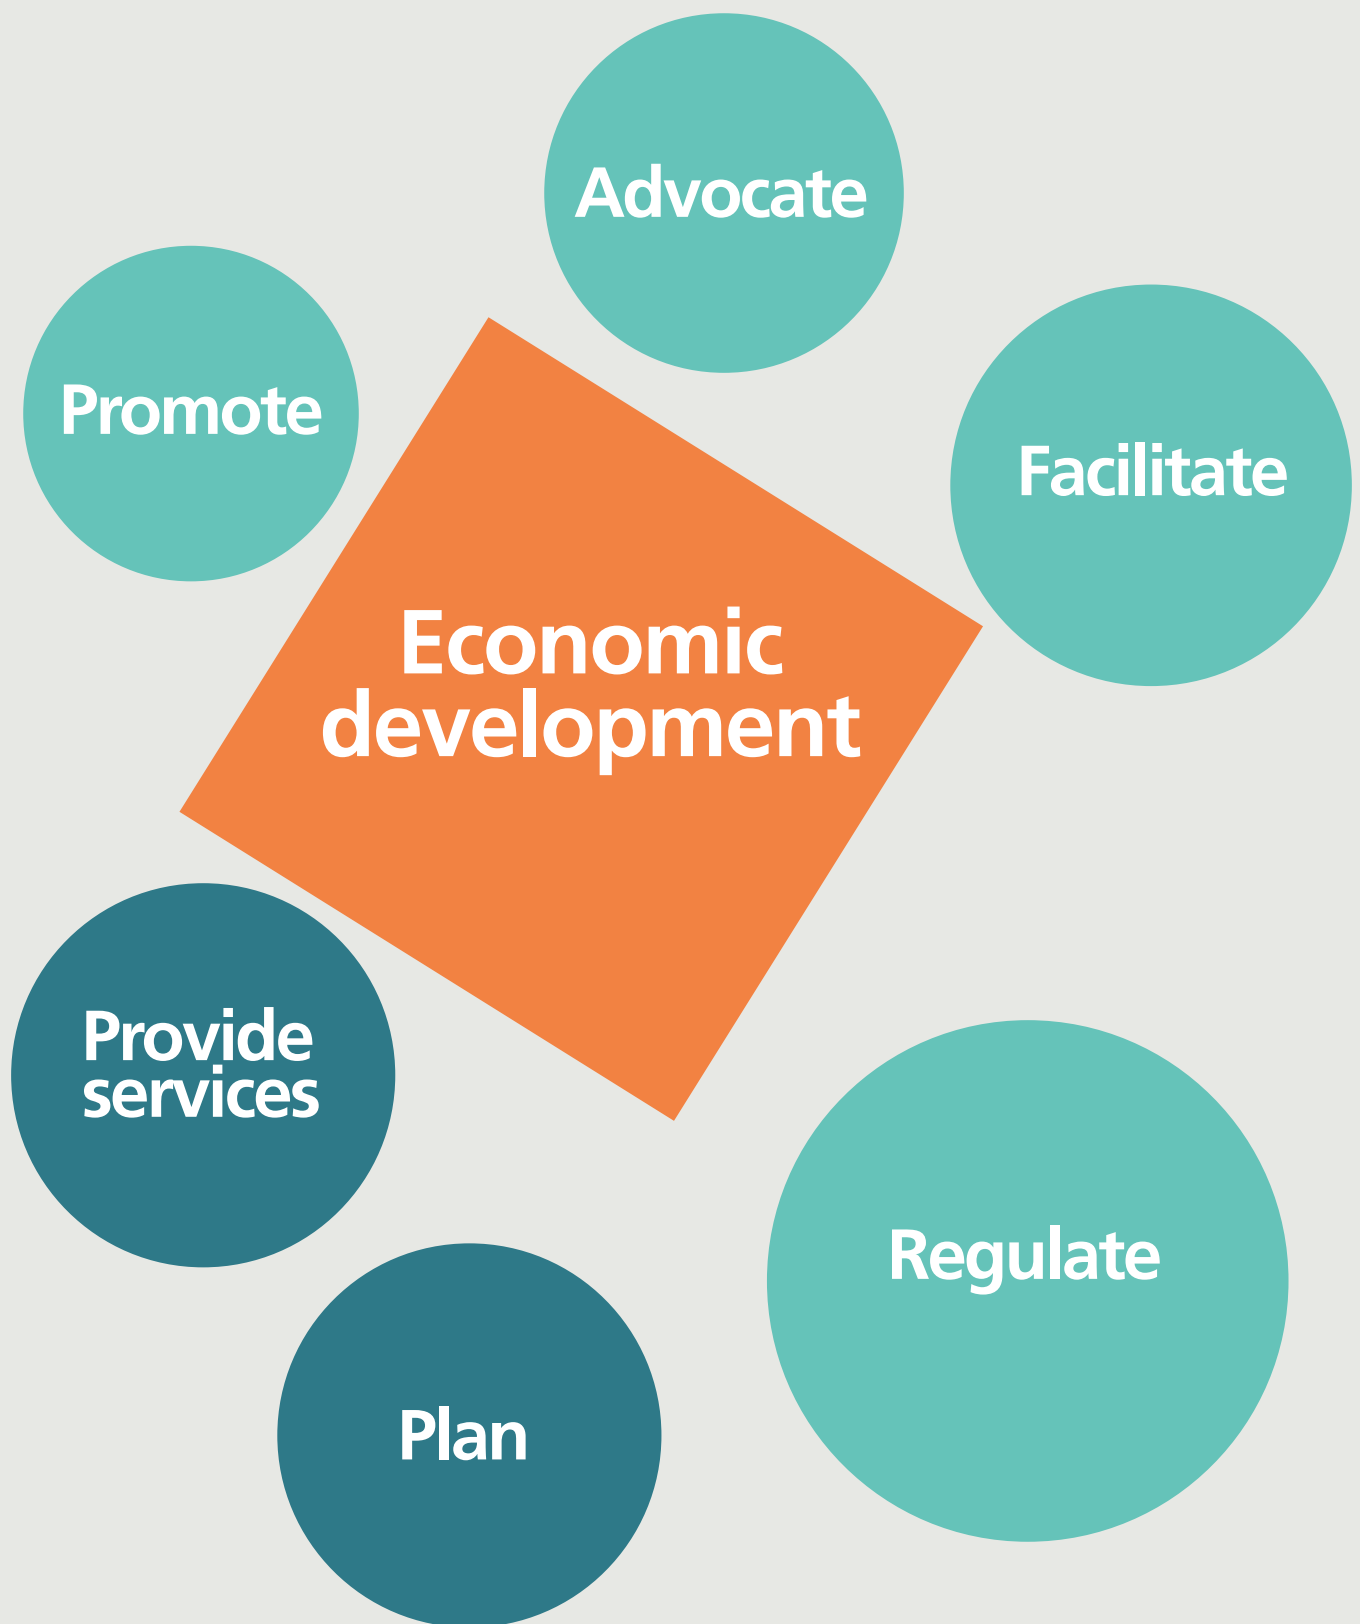 Advocate
Promote
Facilitate
Economic
development
Provide
services
Regulate
Plan